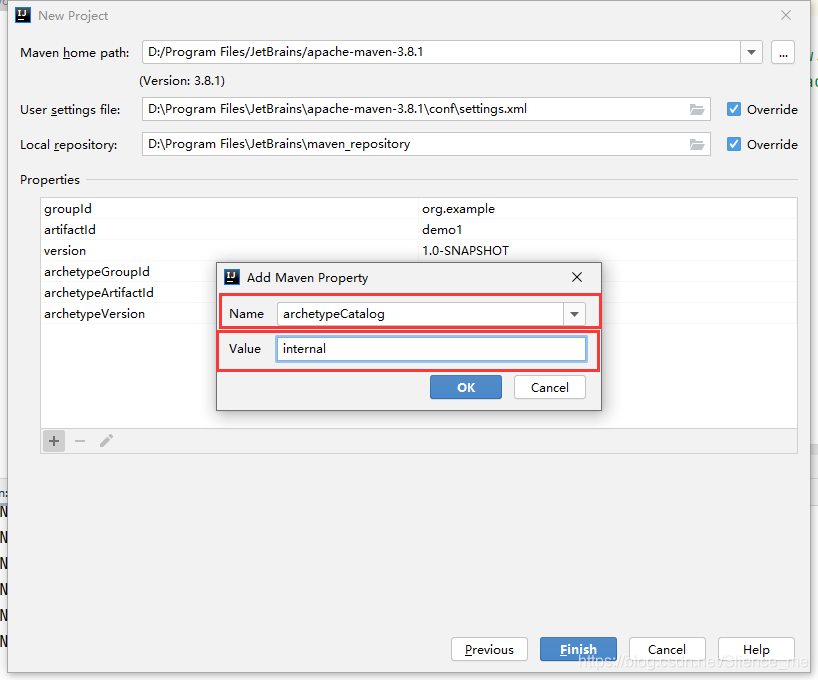 New Project
Maven home path: D:/Program Files/JetBrains/apache-maven-3.8.1 ...
(Version: 3.8.1)
User settings file: D:\Program Files\JetBrains\apache-maven-3.8.1\conf\settings.xml Override
Local repository: D:\Program Files\JetBrains\maven_repository Override
Properties
groupId org.example
artifactId demo1
version 1.0-SNAPSHOT
archetypeGroupId
archetypeArtifactId
archetypeVersion
IJ Add Maven Property
Name archetypeCatalog
Value internal
OK Cancel
n:
N
N
N
N
N
N
Previous Finish Cancel Help
https://blog.csdn.net/Silence_me